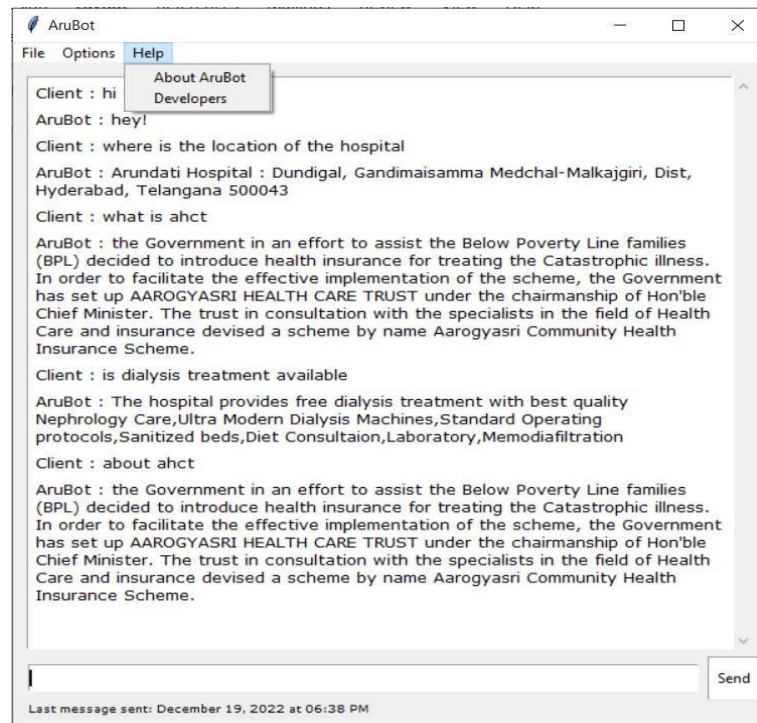 AruBot
File Options Help
About AruBot
Developers
Client : hi
AruBot : hey!
Client : where is the location of the hospital
AruBot : Arundati Hospital : Dundigal, Gandimaisamma Medchal-Malkajgiri, Dist,
Hyderabad, Telangana 500043
Client : what is ahct
AruBot : the Government in an effort to assist the Below Poverty Line families
(BPL) decided to introduce health insurance for treating the Catastrophic illness.
In order to facilitate the effective implementation of the scheme, the Government
has set up AAROGYASRI HEALTH CARE TRUST under the chairmanship of Hon'ble
Chief Minister. The trust in consultation with the specialists in the field of Health
Care and insurance devised a scheme by name Aarogyasri Community Health
Insurance Scheme.
Client : is dialysis treatment available
AruBot : The hospital provides free dialysis treatment with best quality
Nephrology Care,Ultra Modern Dialysis Machines,Standard Operating
protocols,Sanitized beds,Diet Consultaion,Laboratory,Memodiafiltration
Client : about ahct
AruBot : the Government in an effort to assist the Below Poverty Line families
(BPL) decided to introduce health insurance for treating the Catastrophic illness.
In order to facilitate the effective implementation of the scheme, the Government
has set up AAROGYASRI HEALTH CARE TRUST under the chairmanship of Hon'ble
Chief Minister. The trust in consultation with the specialists in the field of Health
Care and insurance devised a scheme by name Aarogyasri Community Health
Insurance Scheme.
Send
Last message sent: December 19, 2022 at 06:38 PM